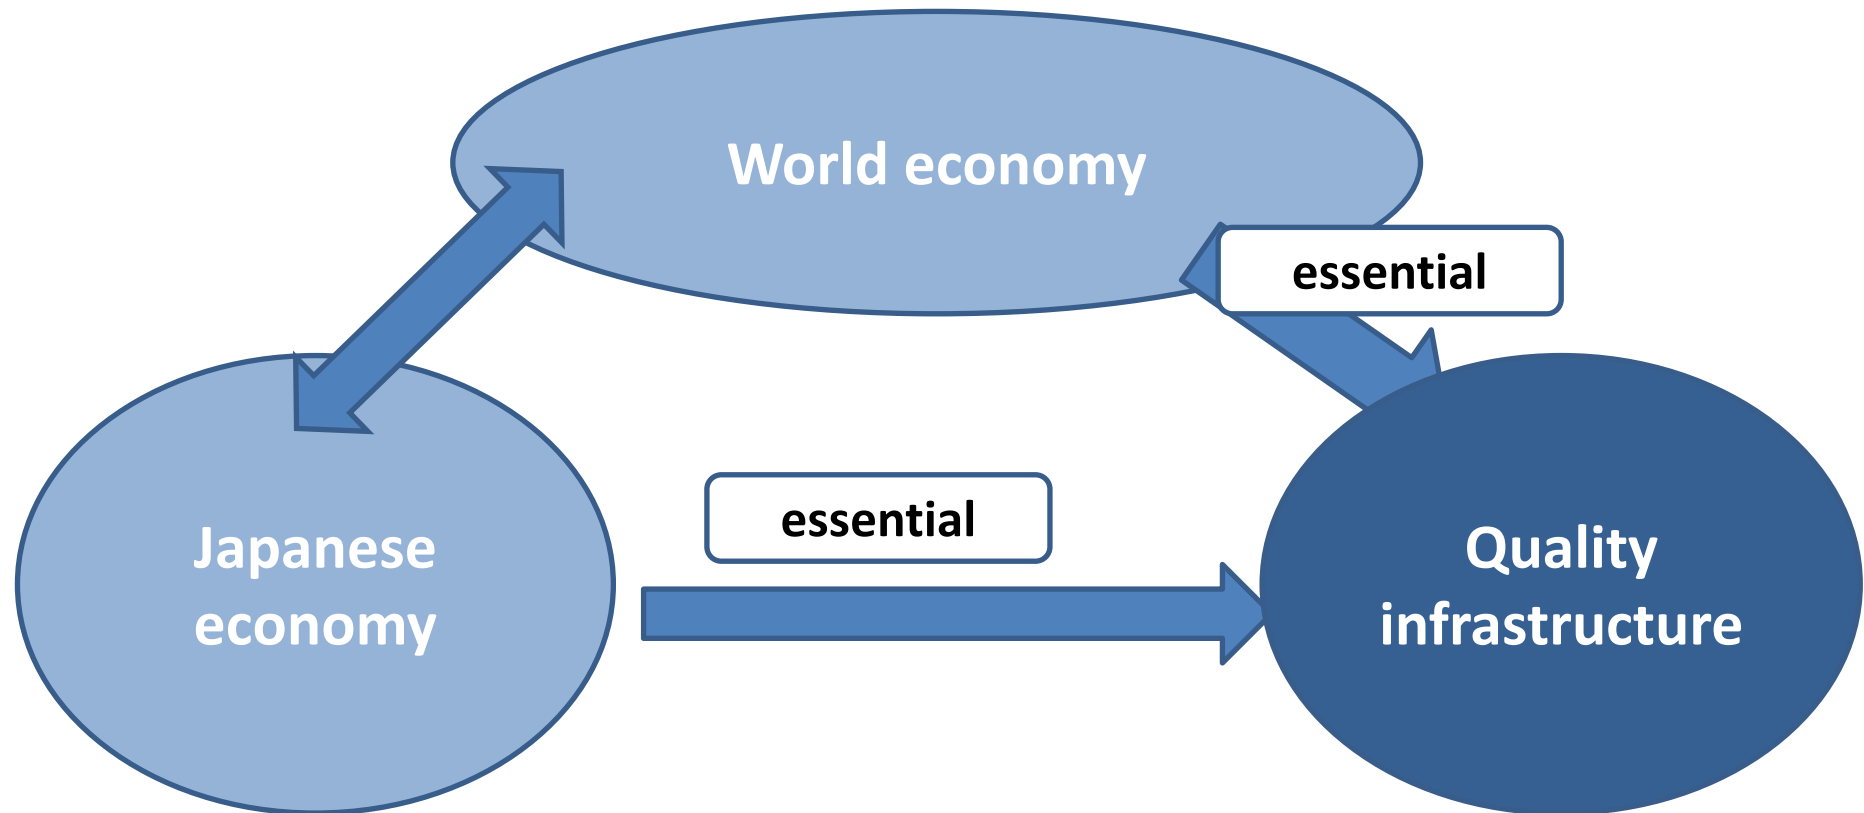 World economy
essential
essential
Japanese
economy
Quality
infrastructure